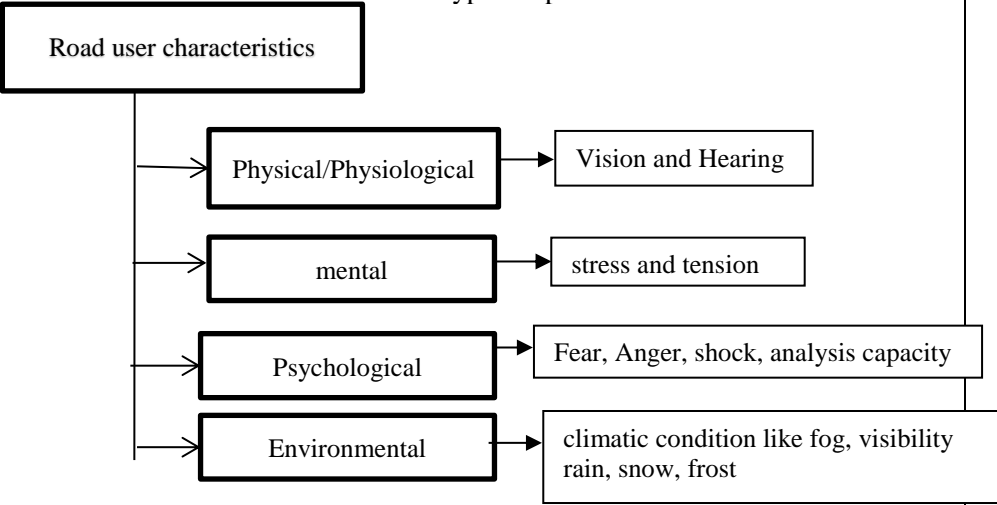 Road user characteristics
Physical/Physiological
Vision and Hearing
mental
stress and tension
Psychological
Fear, Anger, shock, analysis capacity
Environmental
climatic condition like fog, visibility
rain, snow, frost